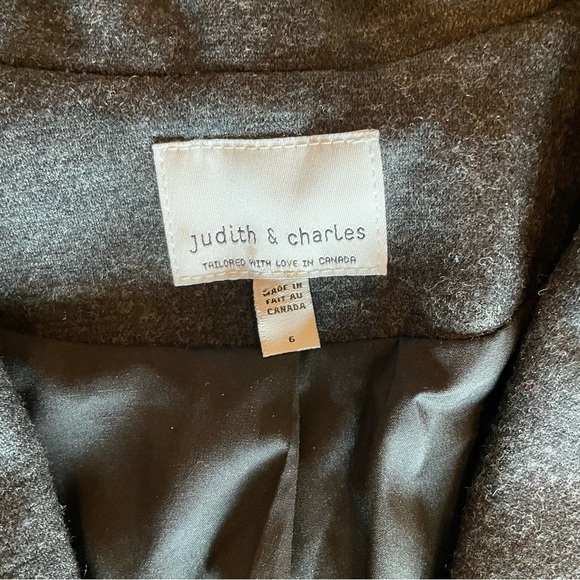 judith & charles
TAILORED WITH LOVE IN CANADA
MADE IN
FAIT AU
CANADA
6